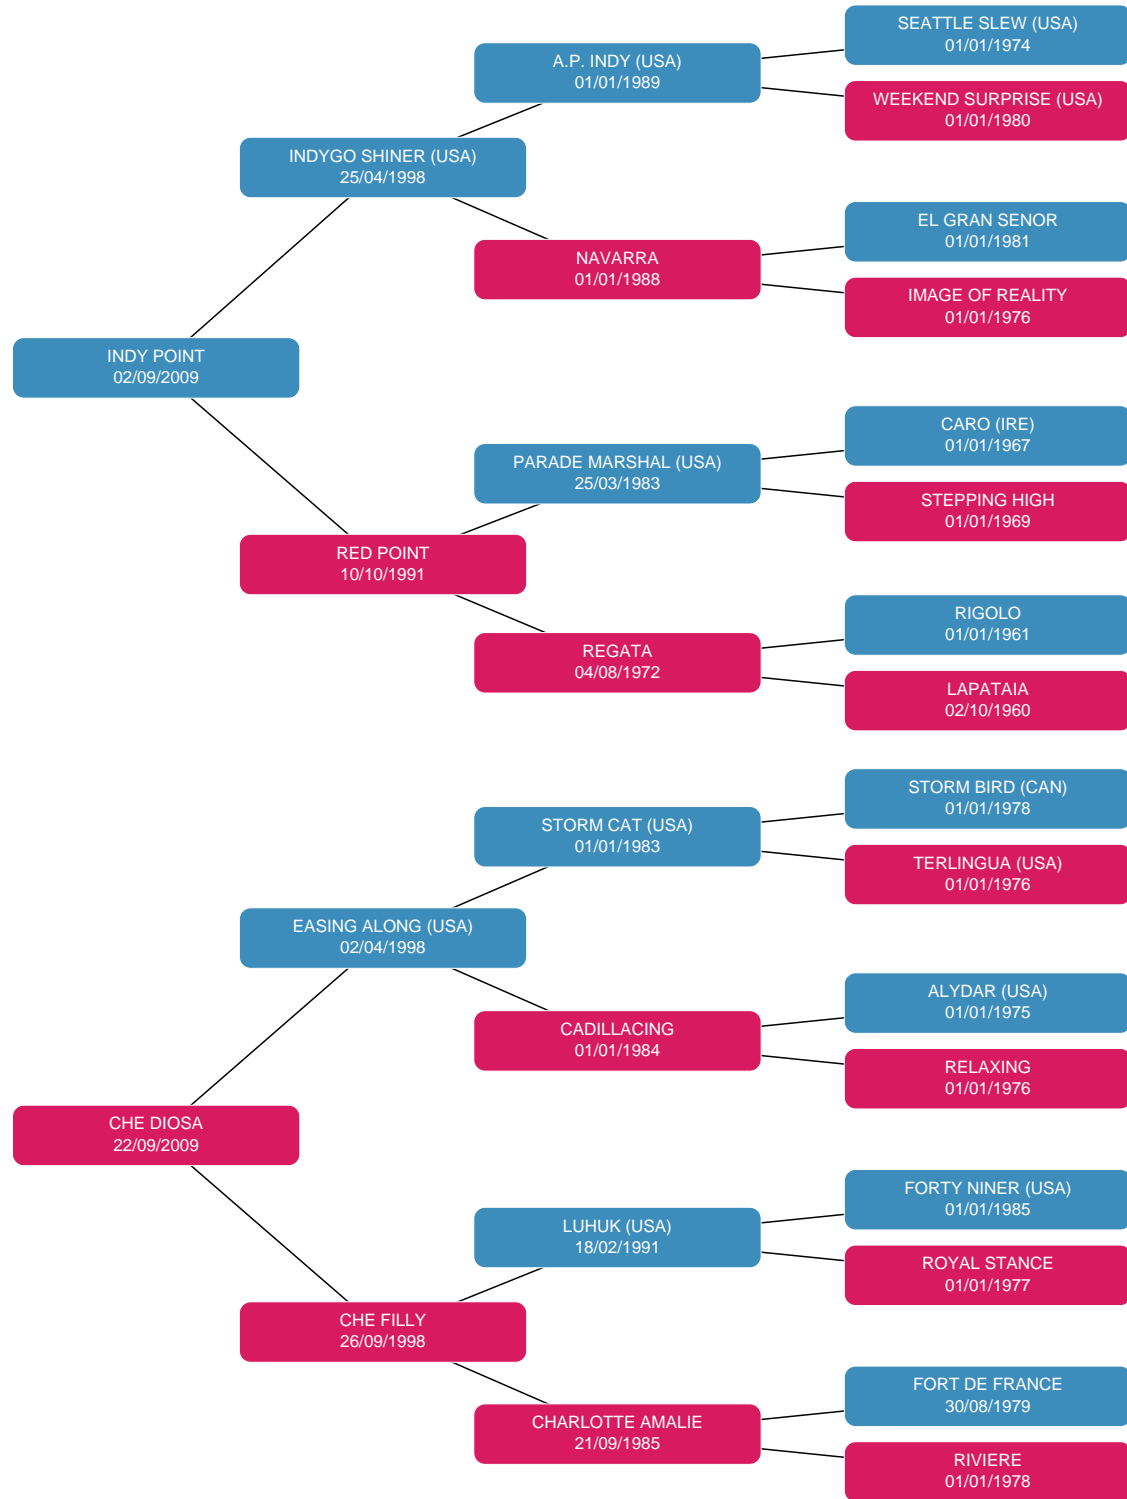 SEATTLE SLEW (USA)
01/01/1974
A.P. INDY (USA)
01/01/1989
WEEKEND SURPRISE (USA)
01/01/1980
INDYGO SHINER (USA)
25/04/1998
EL GRAN SENOR
01/01/1981
NAVARRA
01/01/1988
IMAGE OF REALITY
01/01/1976
INDY POINT
02/09/2009
CARO (IRE)
01/01/1967
PARADE MARSHAL (USA)
25/03/1983
STEPPING HIGH
01/01/1969
RED POINT
10/10/1991
RIGOLO
01/01/1961
REGATA
04/08/1972
LAPATAIA
02/10/1960
STORM BIRD (CAN)
01/01/1978
STORM CAT (USA)
01/01/1983
TERLINGUA (USA)
01/01/1976
EASING ALONG (USA)
02/04/1998
ALYDAR (USA)
01/01/1975
CADILLACING
01/01/1984
RELAXING
01/01/1976
CHE DIOSA
22/09/2009
FORTY NINER (USA)
01/01/1985
LUHUK (USA)
18/02/1991
ROYAL STANCE
01/01/1977
CHE FILLY
26/09/1998
FORT DE FRANCE
30/08/1979
CHARLOTTE AMALIE
21/09/1985
RIVIERE
01/01/1978